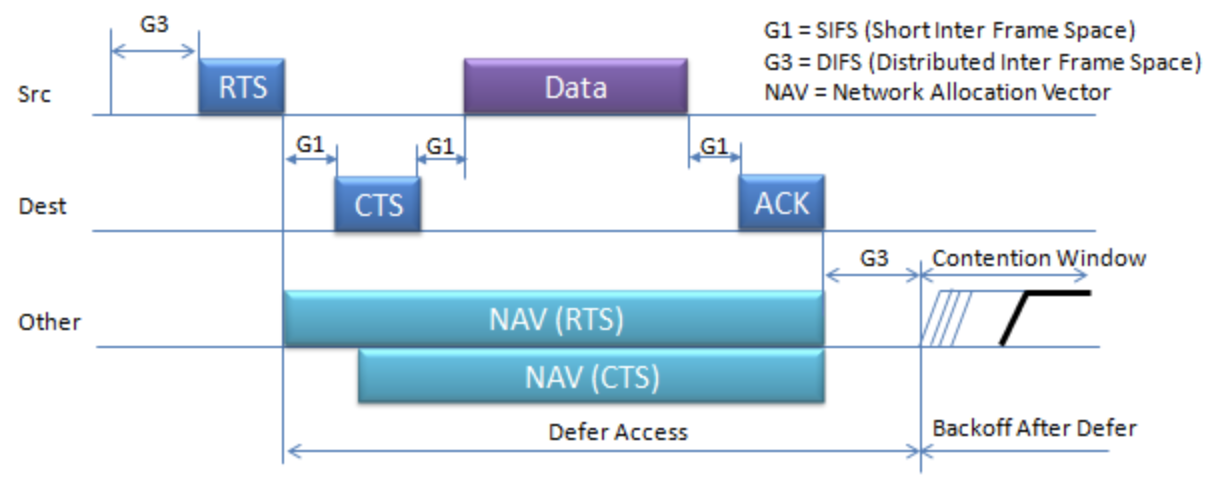 G3
G1 = SIFS (Short Inter Frame Space)
G3 = DIFS (Distributed Inter Frame Space)
NAV = Network Allocation Vector
Src
RTS
Data
G1
G1
G1
Dest
CTS
ACK
G3
Contention Window
Other
NAV (RTS)
NAV (CTS)
Defer Access
Backoff After Defer